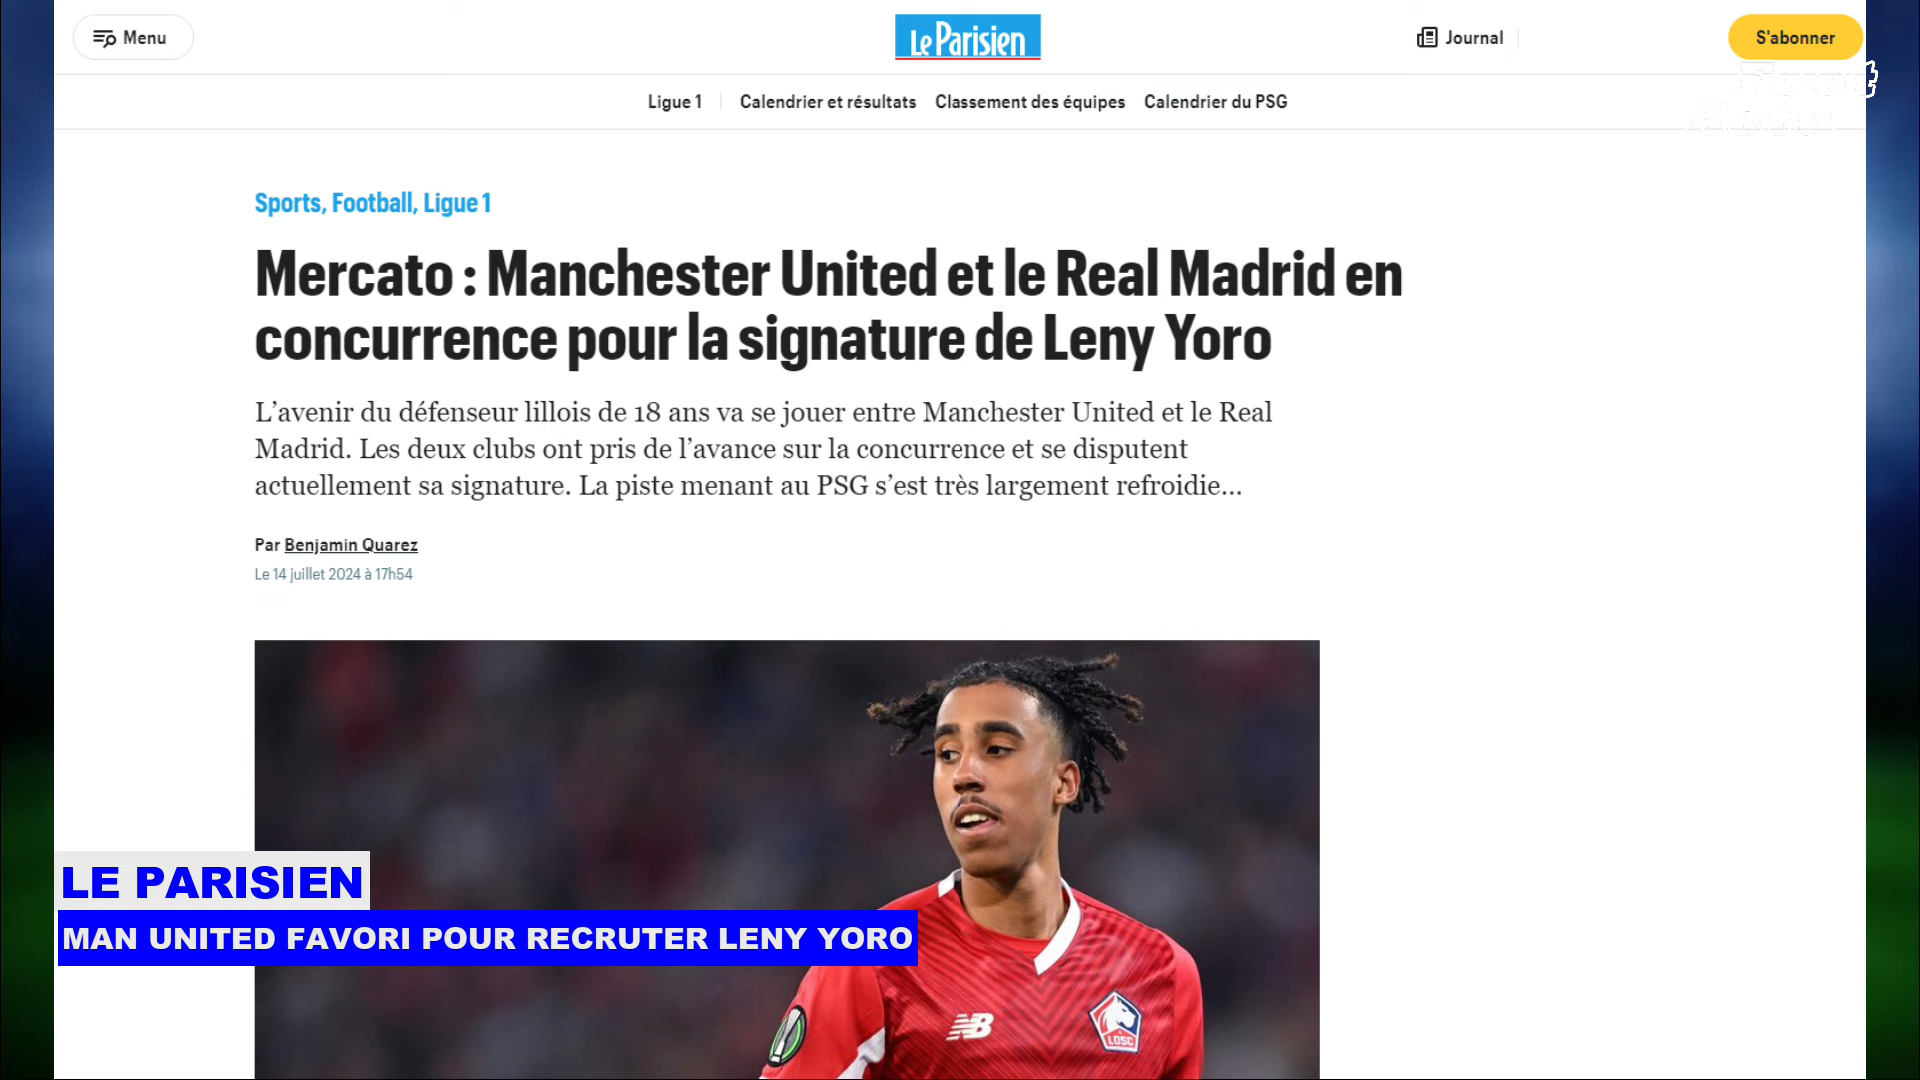 Menu
Le Parisien
Journal
S'abonner
Ligue 1
Calendrier et résultats
Classement des équipes
Calendrier du PSG
Sports, Football, Ligue 1
Mercato : Manchester United et le Real Madrid en
concurrence pour la signature de Leny Yoro
L’avenir du défenseur lillois de 18 ans va se jouer entre Manchester United et le Real
Madrid. Les deux clubs ont pris de l’avance sur la concurrence et se disputent
actuellement sa signature. La piste menant au PSG s’est très largement refroidie...
Par Benjamin Quarez
Le 14 juillet 2024 à 17h54
LE PARISIEN
MAN UNITED FAVORI POUR RECRUTER LENY YORO
NB
LOSC